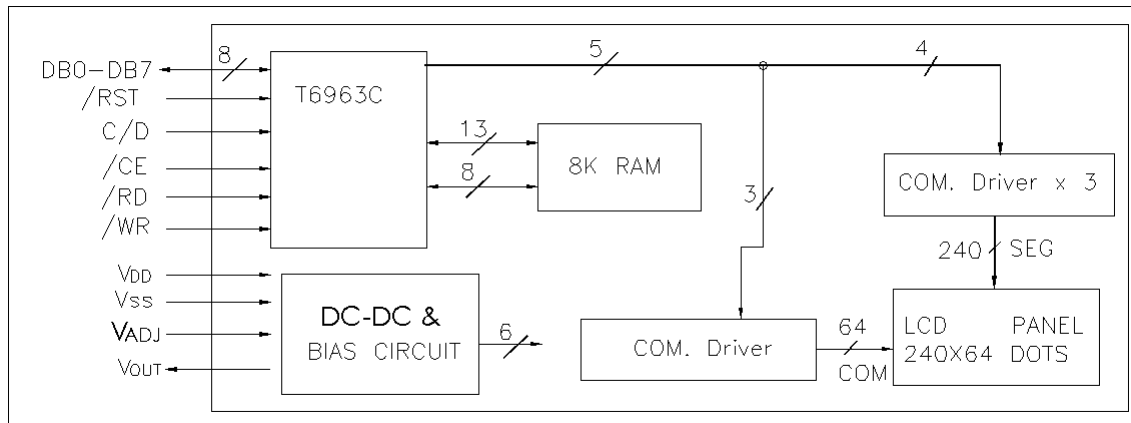 DB0-DB7
8
/RST
C/D
/CE
/RD
/WR
T6963C
5
4
13
8
8K RAM
3
COM. Driver x 3
240
SEG
VDD
VSS
VADJ
VOUT
DC-DC &
BIAS CIRCUIT
6
COM. Driver
64
COM
LCD PANEL
240X64 DOTS